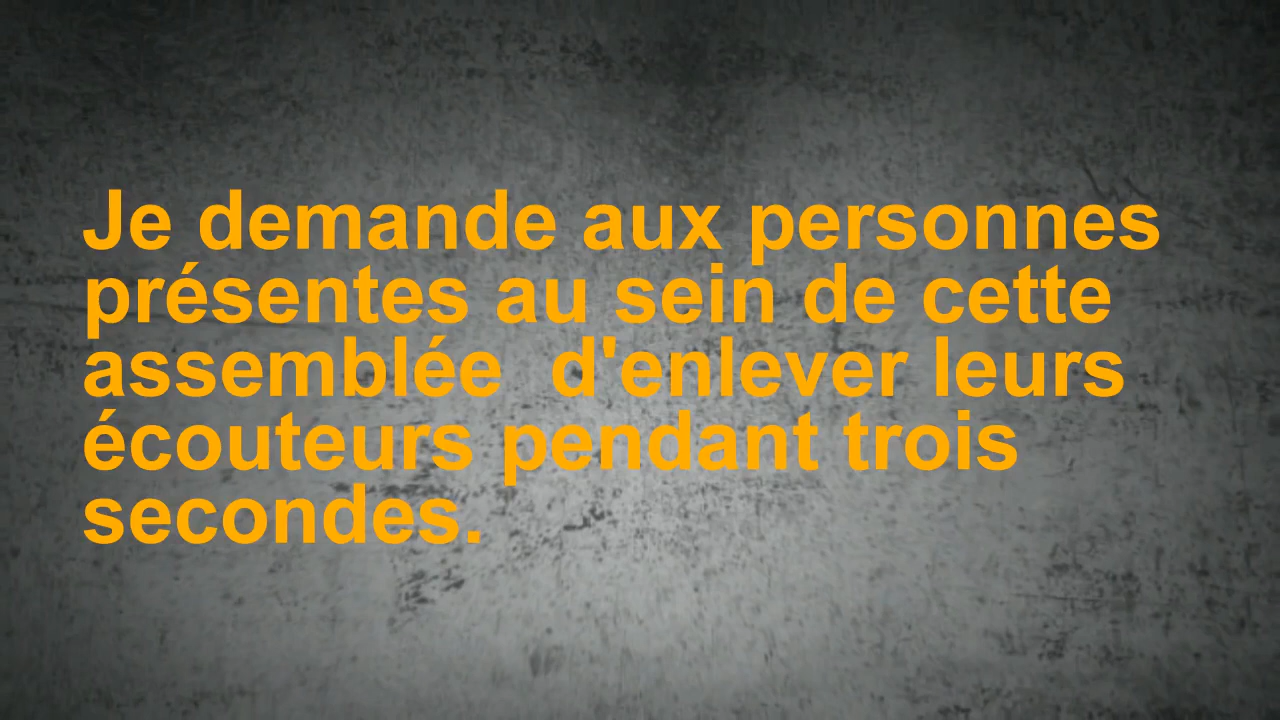 Je demande aux personnes
présentes au sein de cette
assemblée  d'enlever leurs
écouteurs pendant trois
secondes.